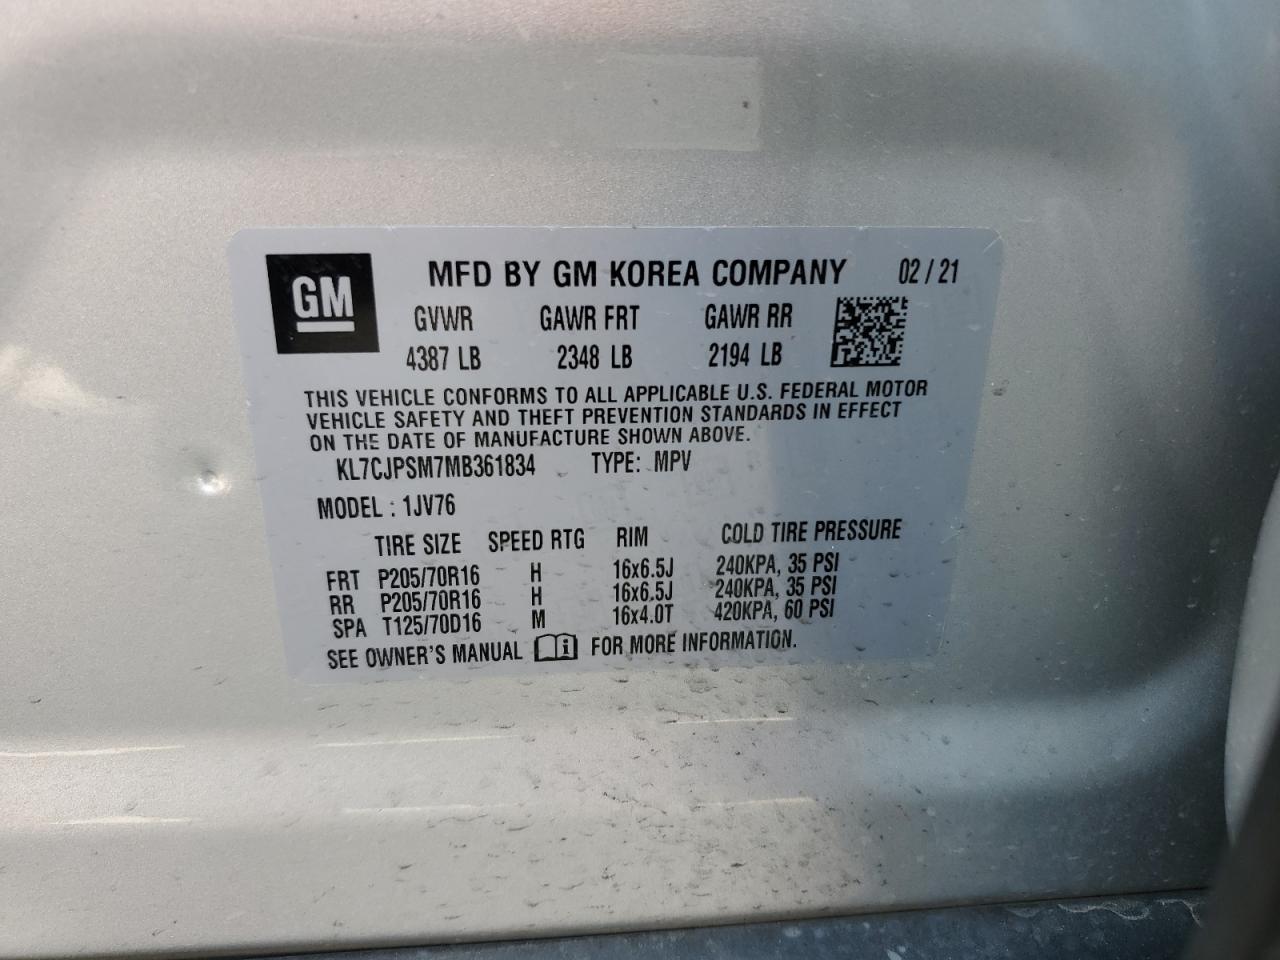 GM MFD BY GM KOREA COMPANY 02 / 21
GVWR GAWR FRT GAWR RR
4387 LB 2348 LB 2194 LB
THIS VEHICLE CONFORMS TO ALL APPLICABLE U.S. FEDERAL MOTOR
VEHICLE SAFETY AND THEFT PREVENTION STANDARDS IN EFFECT
ON THE DATE OF MANUFACTURE SHOWN ABOVE.
KL7CJPSM7MB361834 TYPE: MPV
MODEL : 1JV76
TIRE SIZE SPEED RTG RIM COLD TIRE PRESSURE
FRT P205/70R16 H 16x6.5J 240KPA, 35 PSI
RR P205/70R16 H 16x6.5J 240KPA, 35 PSI
SPA T125/70D16 M 16x4.0T 420KPA, 60 PSI
SEE OWNER'S MANUAL i FOR MORE INFORMATION.